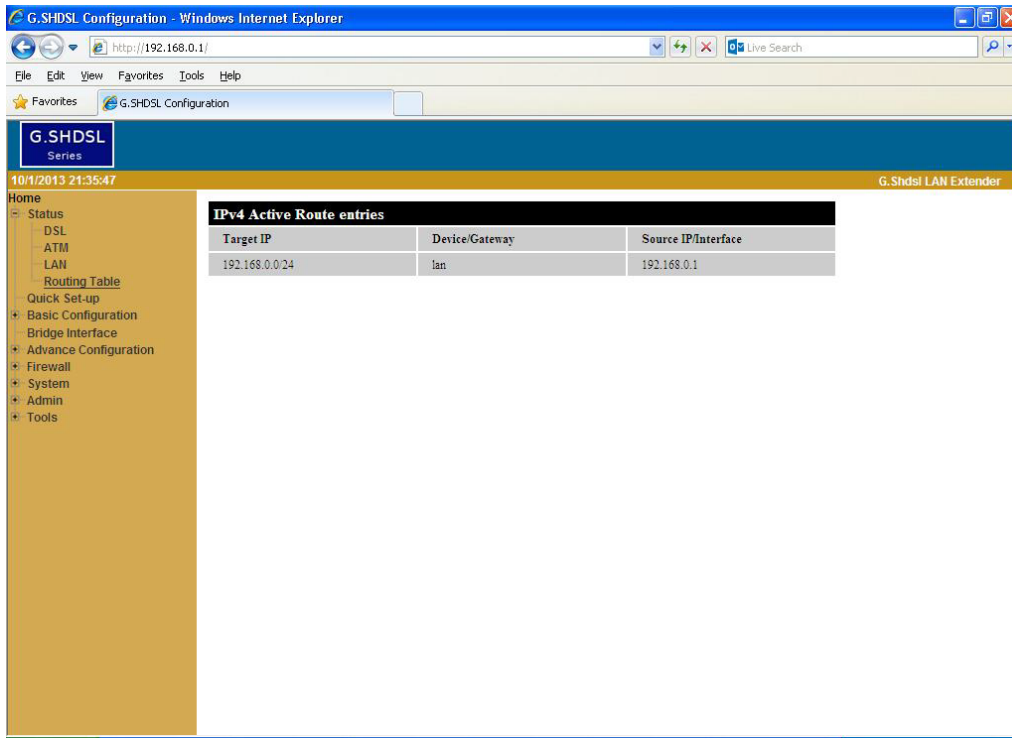 G.SHDSL Configuration - Windows Internet Explorer
http://192.168.0.1/
Live Search
File Edit View Favorites Tools Help
Favorites
G.SHDSL Configuration
G.SHDSL
Series
10/1/2013 21:35:47
G.Shdsl LAN Extender
Home
Status
DSL
ATM
LAN
Routing Table
Quick Set-up
Basic Configuration
Bridge Interface
Advance Configuration
Firewall
System
Admin
Tools
IPv4 Active Route entries
Target IP Device/Gateway Source IP/Interface
192.168.0.0/24 lan 192.168.0.1